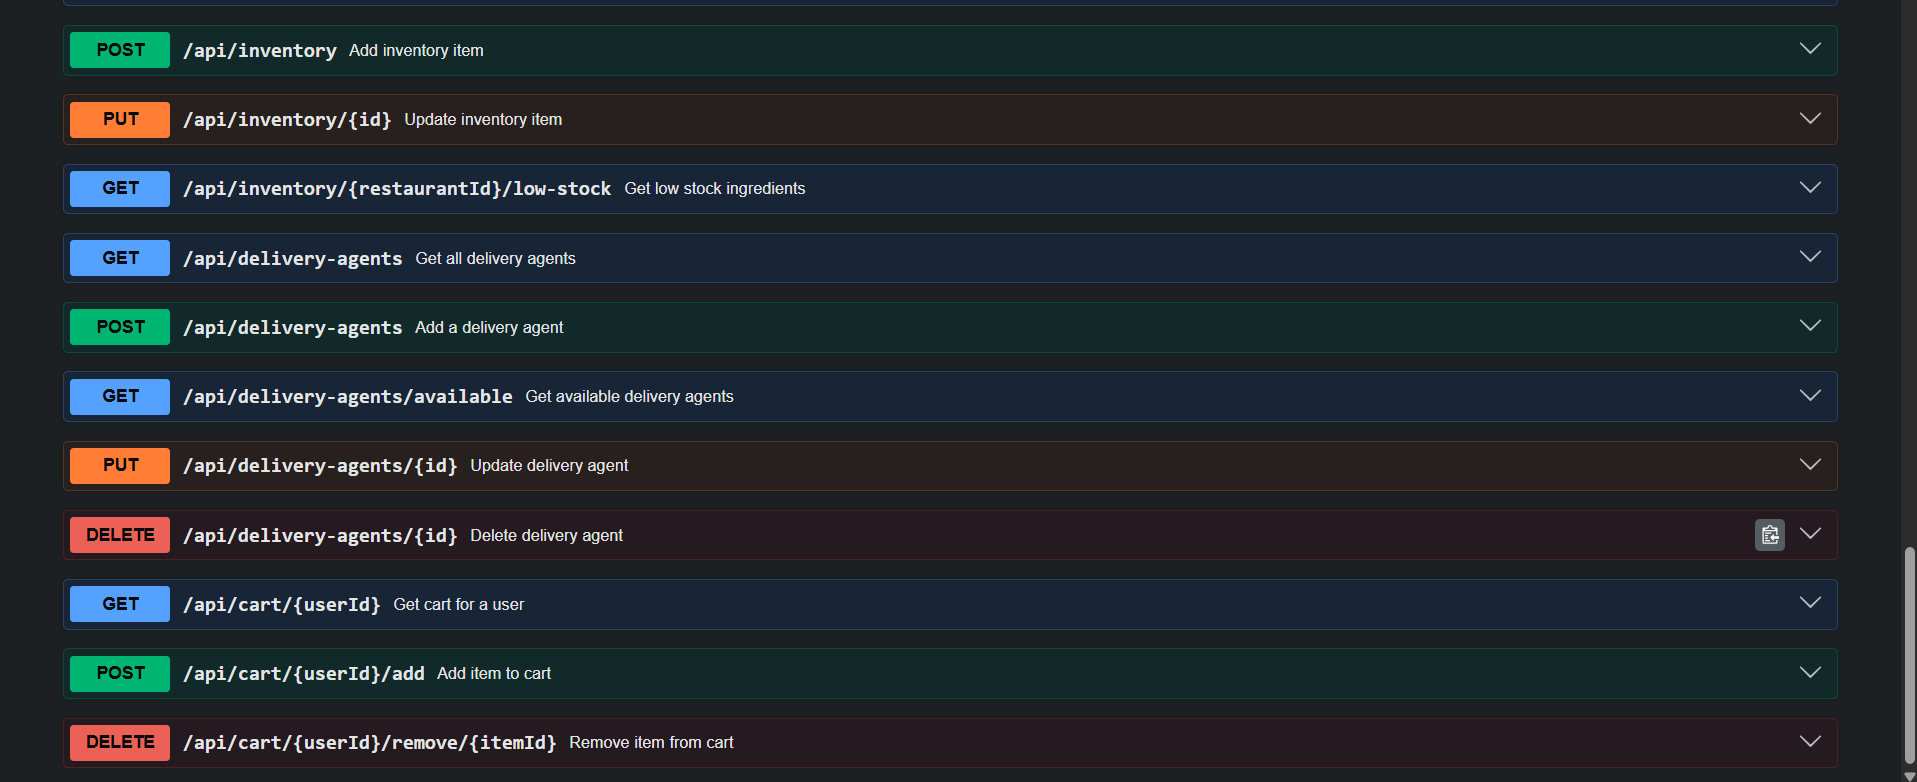 POST /api/inventory Add inventory item
PUT /api/inventory/{id} Update inventory item
GET /api/inventory/{restaurantId}/low-stock Get low stock ingredients
GET /api/delivery-agents Get all delivery agents
POST /api/delivery-agents Add a delivery agent
GET /api/delivery-agents/available Get available delivery agents
PUT /api/delivery-agents/{id} Update delivery agent
DELETE /api/delivery-agents/{id} Delete delivery agent
GET /api/cart/{userId} Get cart for a user
POST /api/cart/{userId}/add Add item to cart
DELETE /api/cart/{userId}/remove/{itemId} Remove item from cart